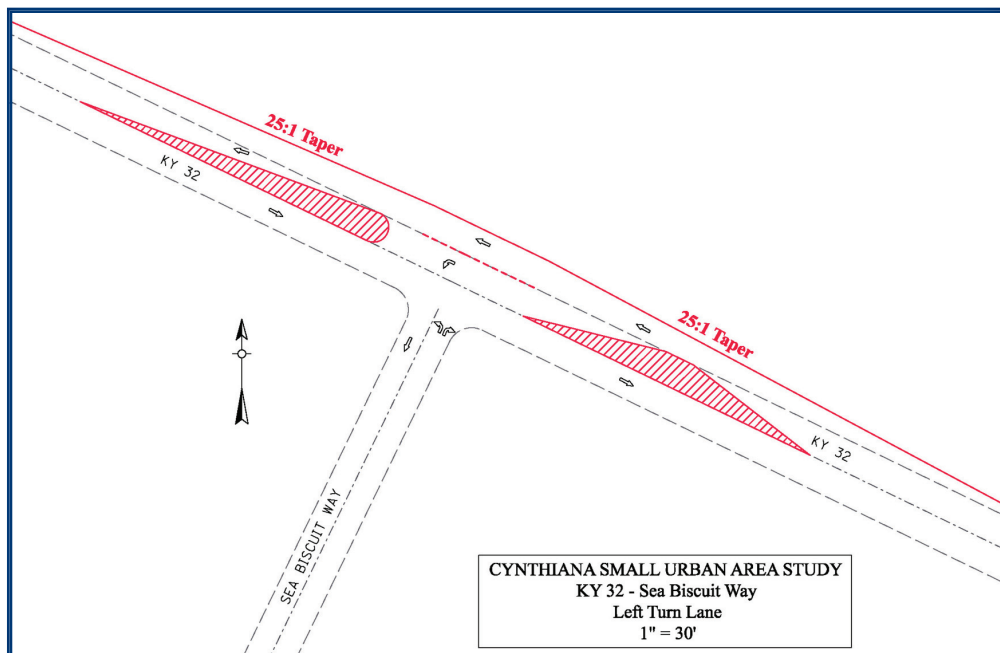 25:1 Taper
KY 32
25:1 Taper
KY 32
SEA BISCUIT WAY
CYNTHIANA SMALL URBAN AREA STUDY
KY 32 - Sea Biscuit Way
Left Turn Lane
1" = 30'